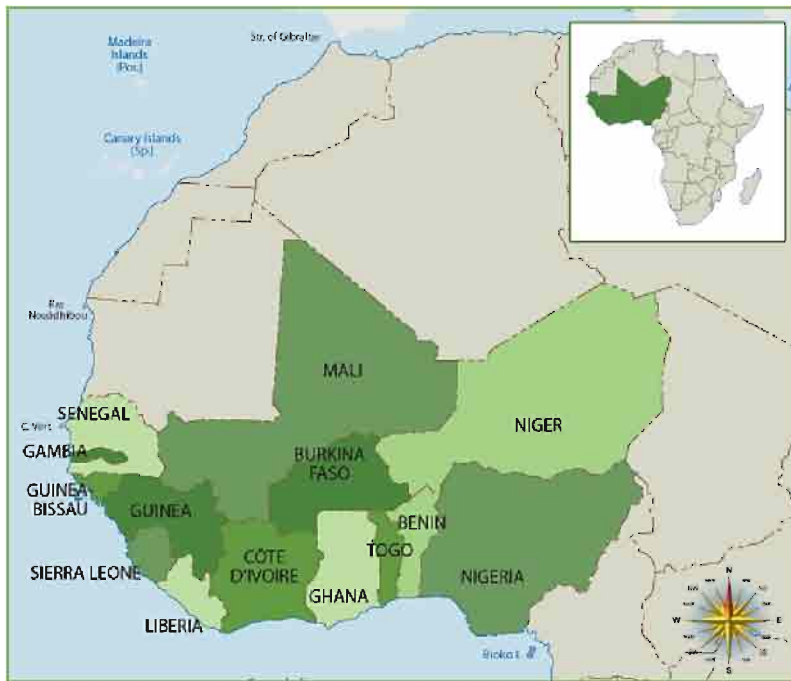 Madeira
Islands
(Por.)
Str. of Gibraltar
Canary Islands
(Sp.)
Ras
Nouâdhibou
MALI
SENEGAL
C. Vert
NIGER
GAMBIA
BURKINA
FASO
GUINEA
BISSAU
GUINEA
BENIN
TOGO
CÔTE
D'IVOIRE
SIERRA LEONE
NIGERIA
GHANA
LIBERIA
Bioko I.
N
W
E
S